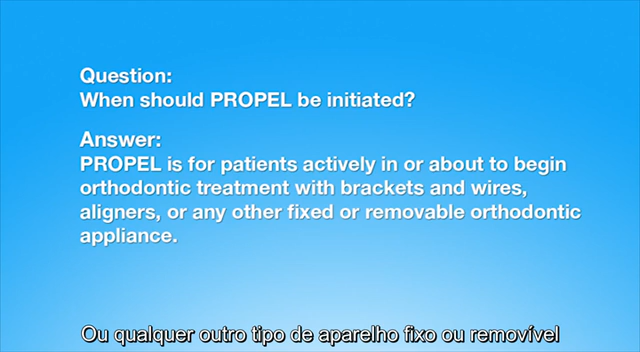 Question:
When should PROPEL be initiated?
Answer:
PROPEL is for patients actively in or about to begin
orthodontic treatment with brackets and wires,
aligners, or any other fixed or removable orthodontic
appliance.
Ou qualquer outro tipo de aparelho fixo ou removível